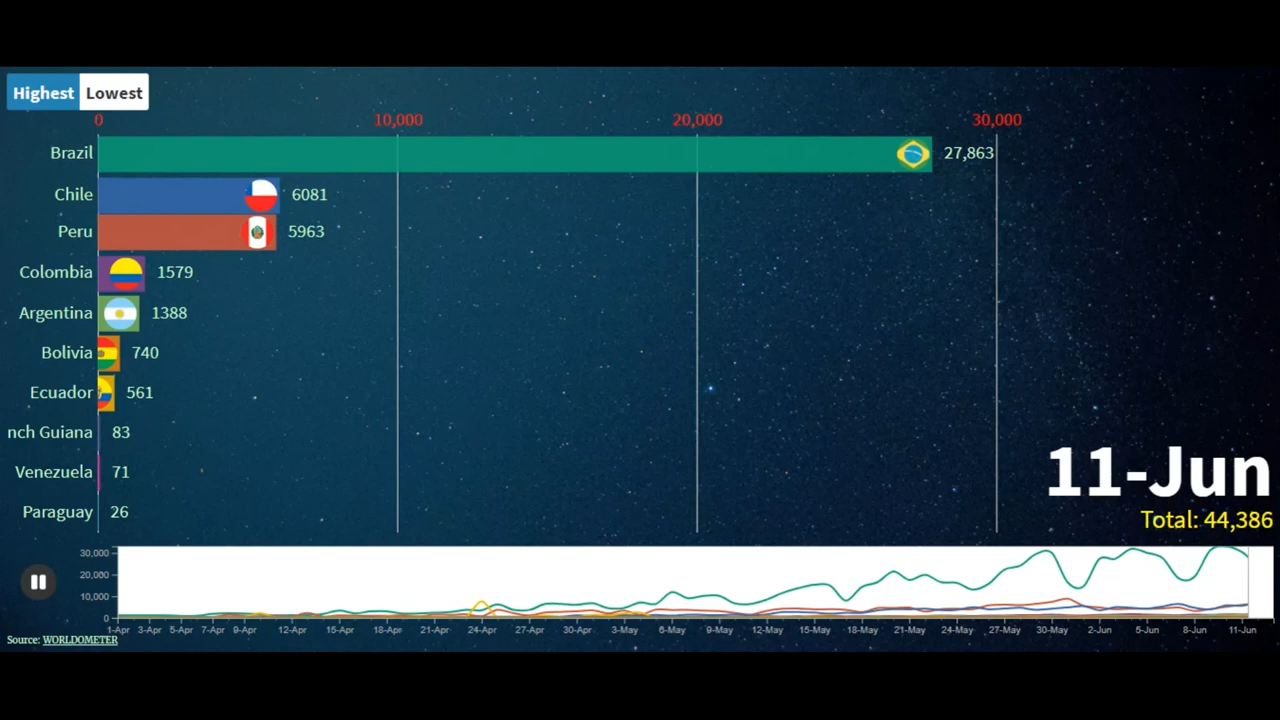 Highest Lowest
0 10,000 20,000 30,000
Brazil 27,863
Chile 6081
Peru 5963
Colombia 1579
Argentina 1388
Bolivia 740
Ecuador 561
nch Guiana 83
Venezuela 71
Paraguay 26
11-Jun
Total: 44,386
30,000
20,000
10,000
0
1-Apr 3-Apr 5-Apr 7-Apr 9-Apr 12-Apr 15-Apr 18-Apr 21-Apr 24-Apr 27-Apr 30-Apr 3-May 6-May 9-May 12-May 15-May 18-May 21-May 24-May 27-May 30-May 2-Jun 5-Jun 8-Jun 11-Jun
Source: WORLDOMETER